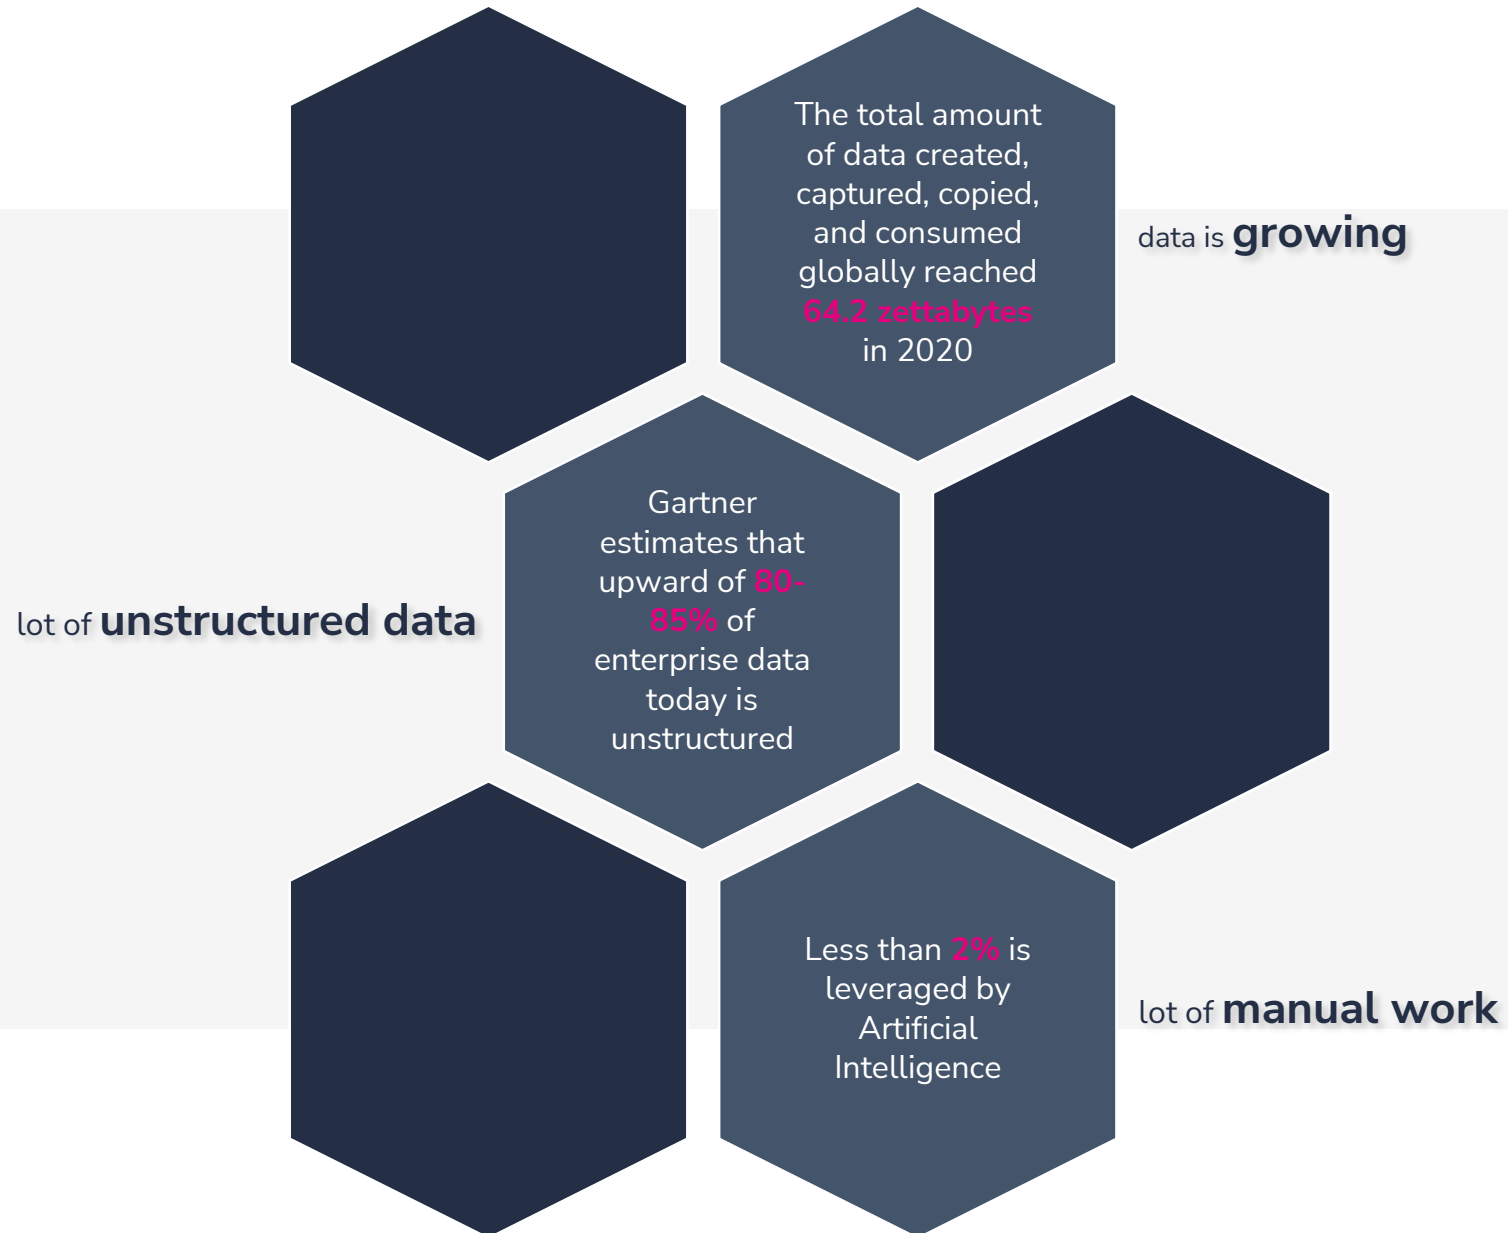 The total amount
of data created,
captured, copied,
and consumed
globally reached
64.2 zettabytes
in 2020
data is growing
lot of unstructured data
Gartner
estimates that
upward of 80-
85% of
enterprise data
today is
unstructured
Less than 2% is
leveraged by
Artificial
Intelligence
lot of manual work